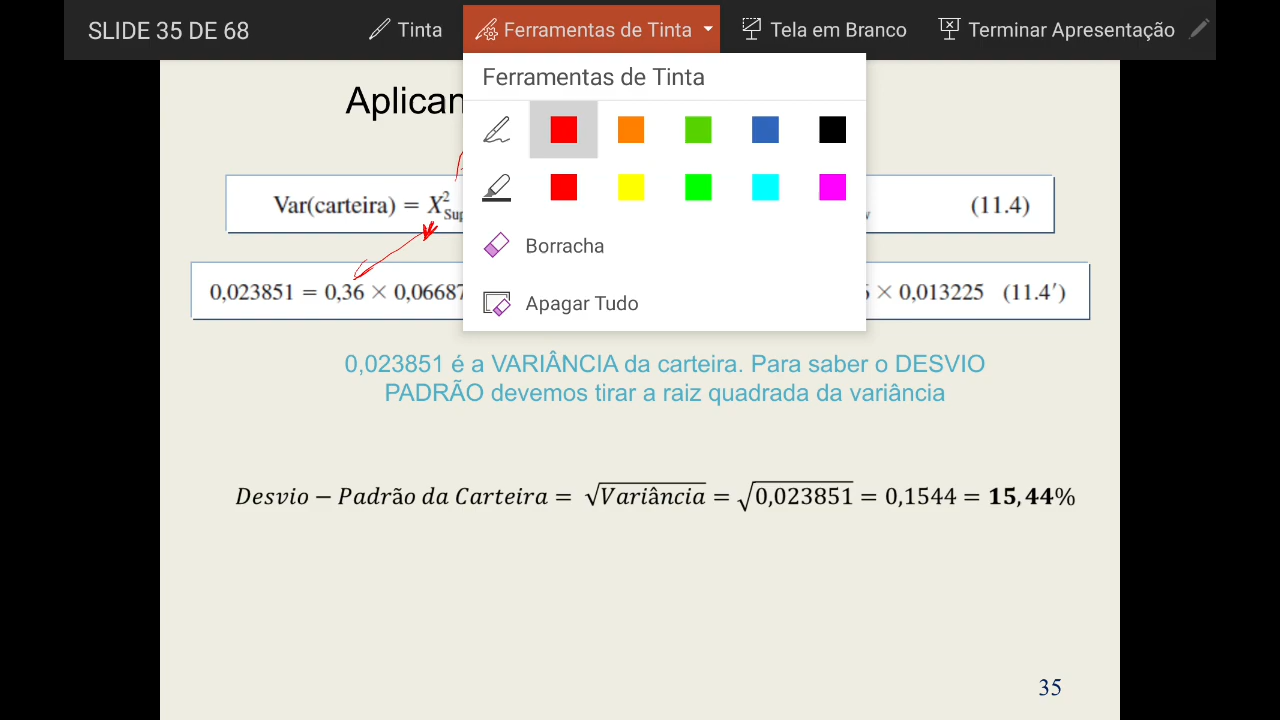 SLIDE 35 DE 68
Tinta
Ferramentas de Tinta
Tela em Branco
Terminar Apresentação
Ferramentas de Tinta
Borracha
Apagar Tudo
Aplican
Var(carteira) = X²Sup (11.4)
0,023851 = 0,36 × 0,06687 × 0,013225 (11.4′)
0,023851 é a VARIÂNCIA da carteira. Para saber o DESVIO
PADRÃO devemos tirar a raiz quadrada da variância
Desvio − Padrão da Carteira = √Variância = √0,023851 = 0,1544 = 15,44%
35